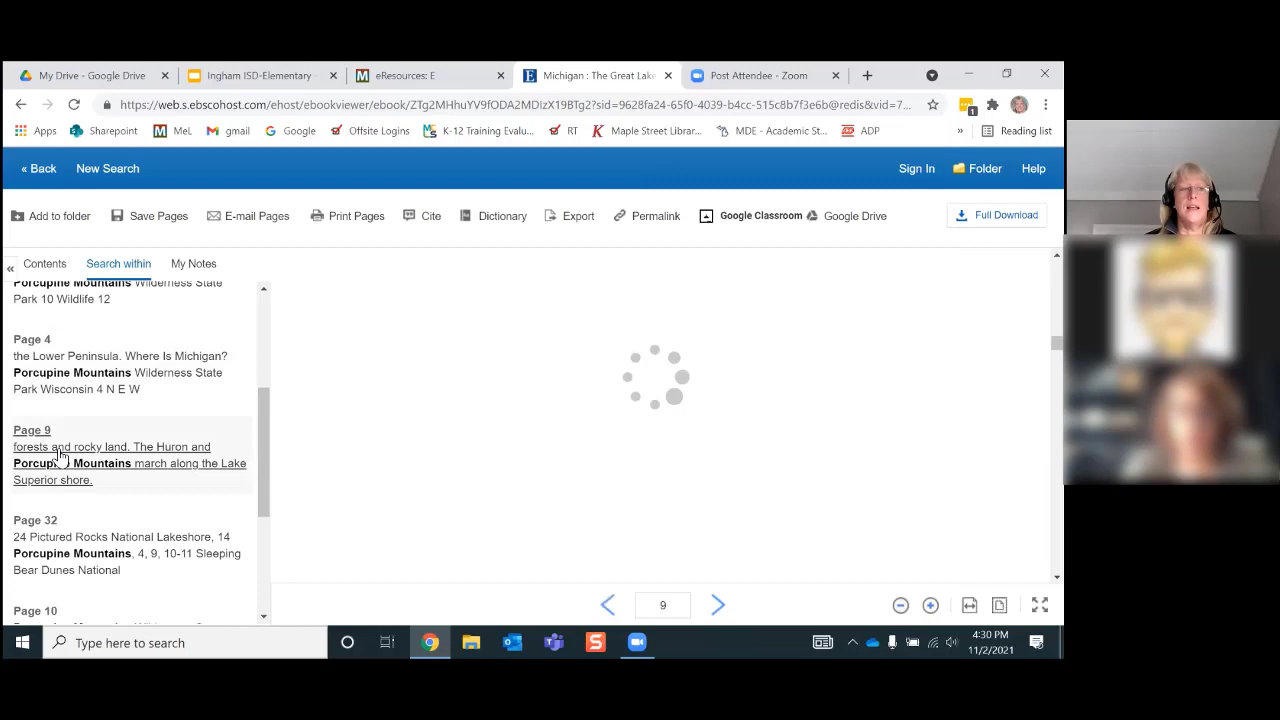 My Drive - Google Drive
Ingham ISD-Elementary -
eResources: E
Michigan : The Great Lake
Post Attendee - Zoom
https://web.s.ebscohost.com/ehost/ebookviewer/ebook/ZTg2MHhuYV9fODA2MDIzX19BTg2?sid=9628fa24-65f0-4039-b4cc-515c8b7f3e6b@redis&vid=7...
1
Apps
Sharepoint
MeL
gmail
Google
Offsite Logins
K-12 Training Evalu...
RT
Maple Street Librar...
MDE - Academic St...
ADP
»
Reading list
« Back
New Search
Sign In
Folder
Help
Add to folder
Save Pages
E-mail Pages
Print Pages
Cite
Dictionary
Export
Permalink
Google Classroom
Google Drive
Full Download
«
Contents
Search within
My Notes
Porcupine Mountains Wilderness State
Park 10 Wildlife 12
Page 4
the Lower Peninsula. Where Is Michigan?
Porcupine Mountains Wilderness State
Park Wisconsin 4 N E W
Page 9
forests and rocky land. The Huron and
Porcupine Mountains march along the Lake
Superior shore.
Page 32
24 Pictured Rocks National Lakeshore, 14
Porcupine Mountains, 4, 9, 10-11 Sleeping
Bear Dunes National
Page 10
9
Type here to search
4:30 PM
11/2/2021